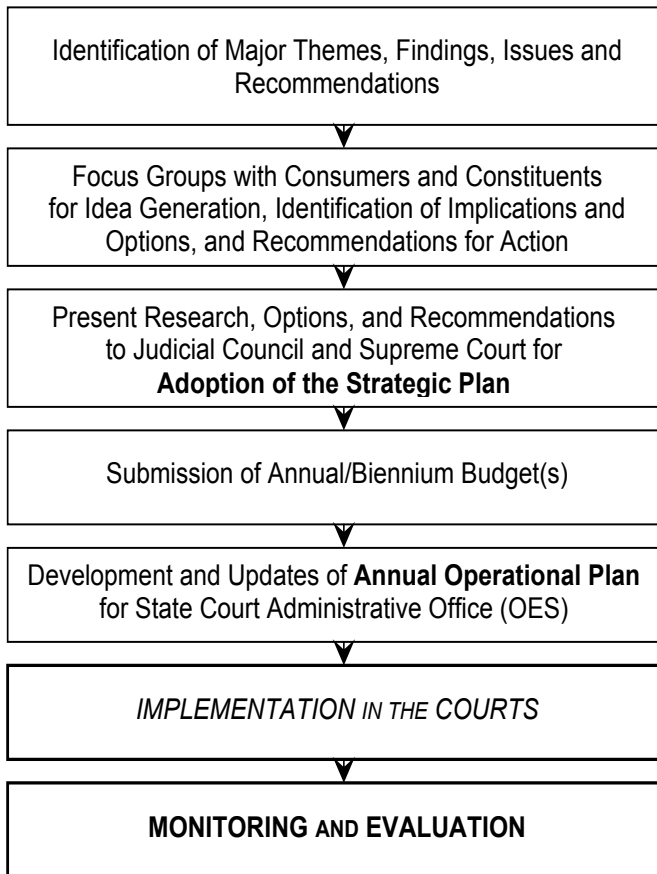 Identification of Major Themes, Findings, Issues and
Recommendations
Focus Groups with Consumers and Constituents
for Idea Generation, Identification of Implications and
Options, and Recommendations for Action
Present Research, Options, and Recommendations
to Judicial Council and Supreme Court for
Adoption of the Strategic Plan
Submission of Annual/Biennium Budget(s)
Development and Updates of Annual Operational Plan
for State Court Administrative Office (OES)
IMPLEMENTATION IN THE COURTS
MONITORING AND EVALUATION